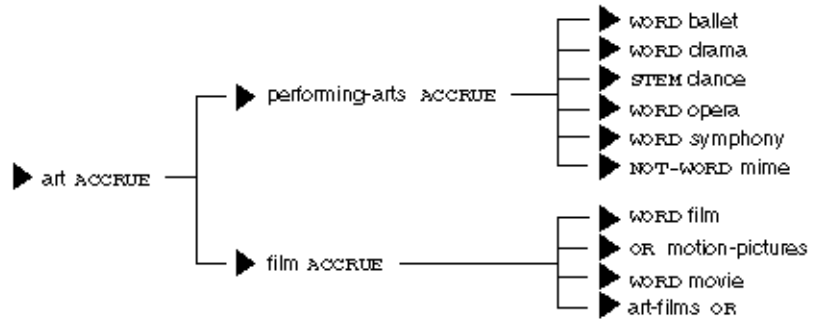 WORD ballet
WORD drama
STEM dance
performing-arts ACCRUE
WORD opera
WORD symphony
NOT-WORD mime
art ACCRUE
WORD film
OR motion-pictures
film ACCRUE
WORD movie
art-films OR